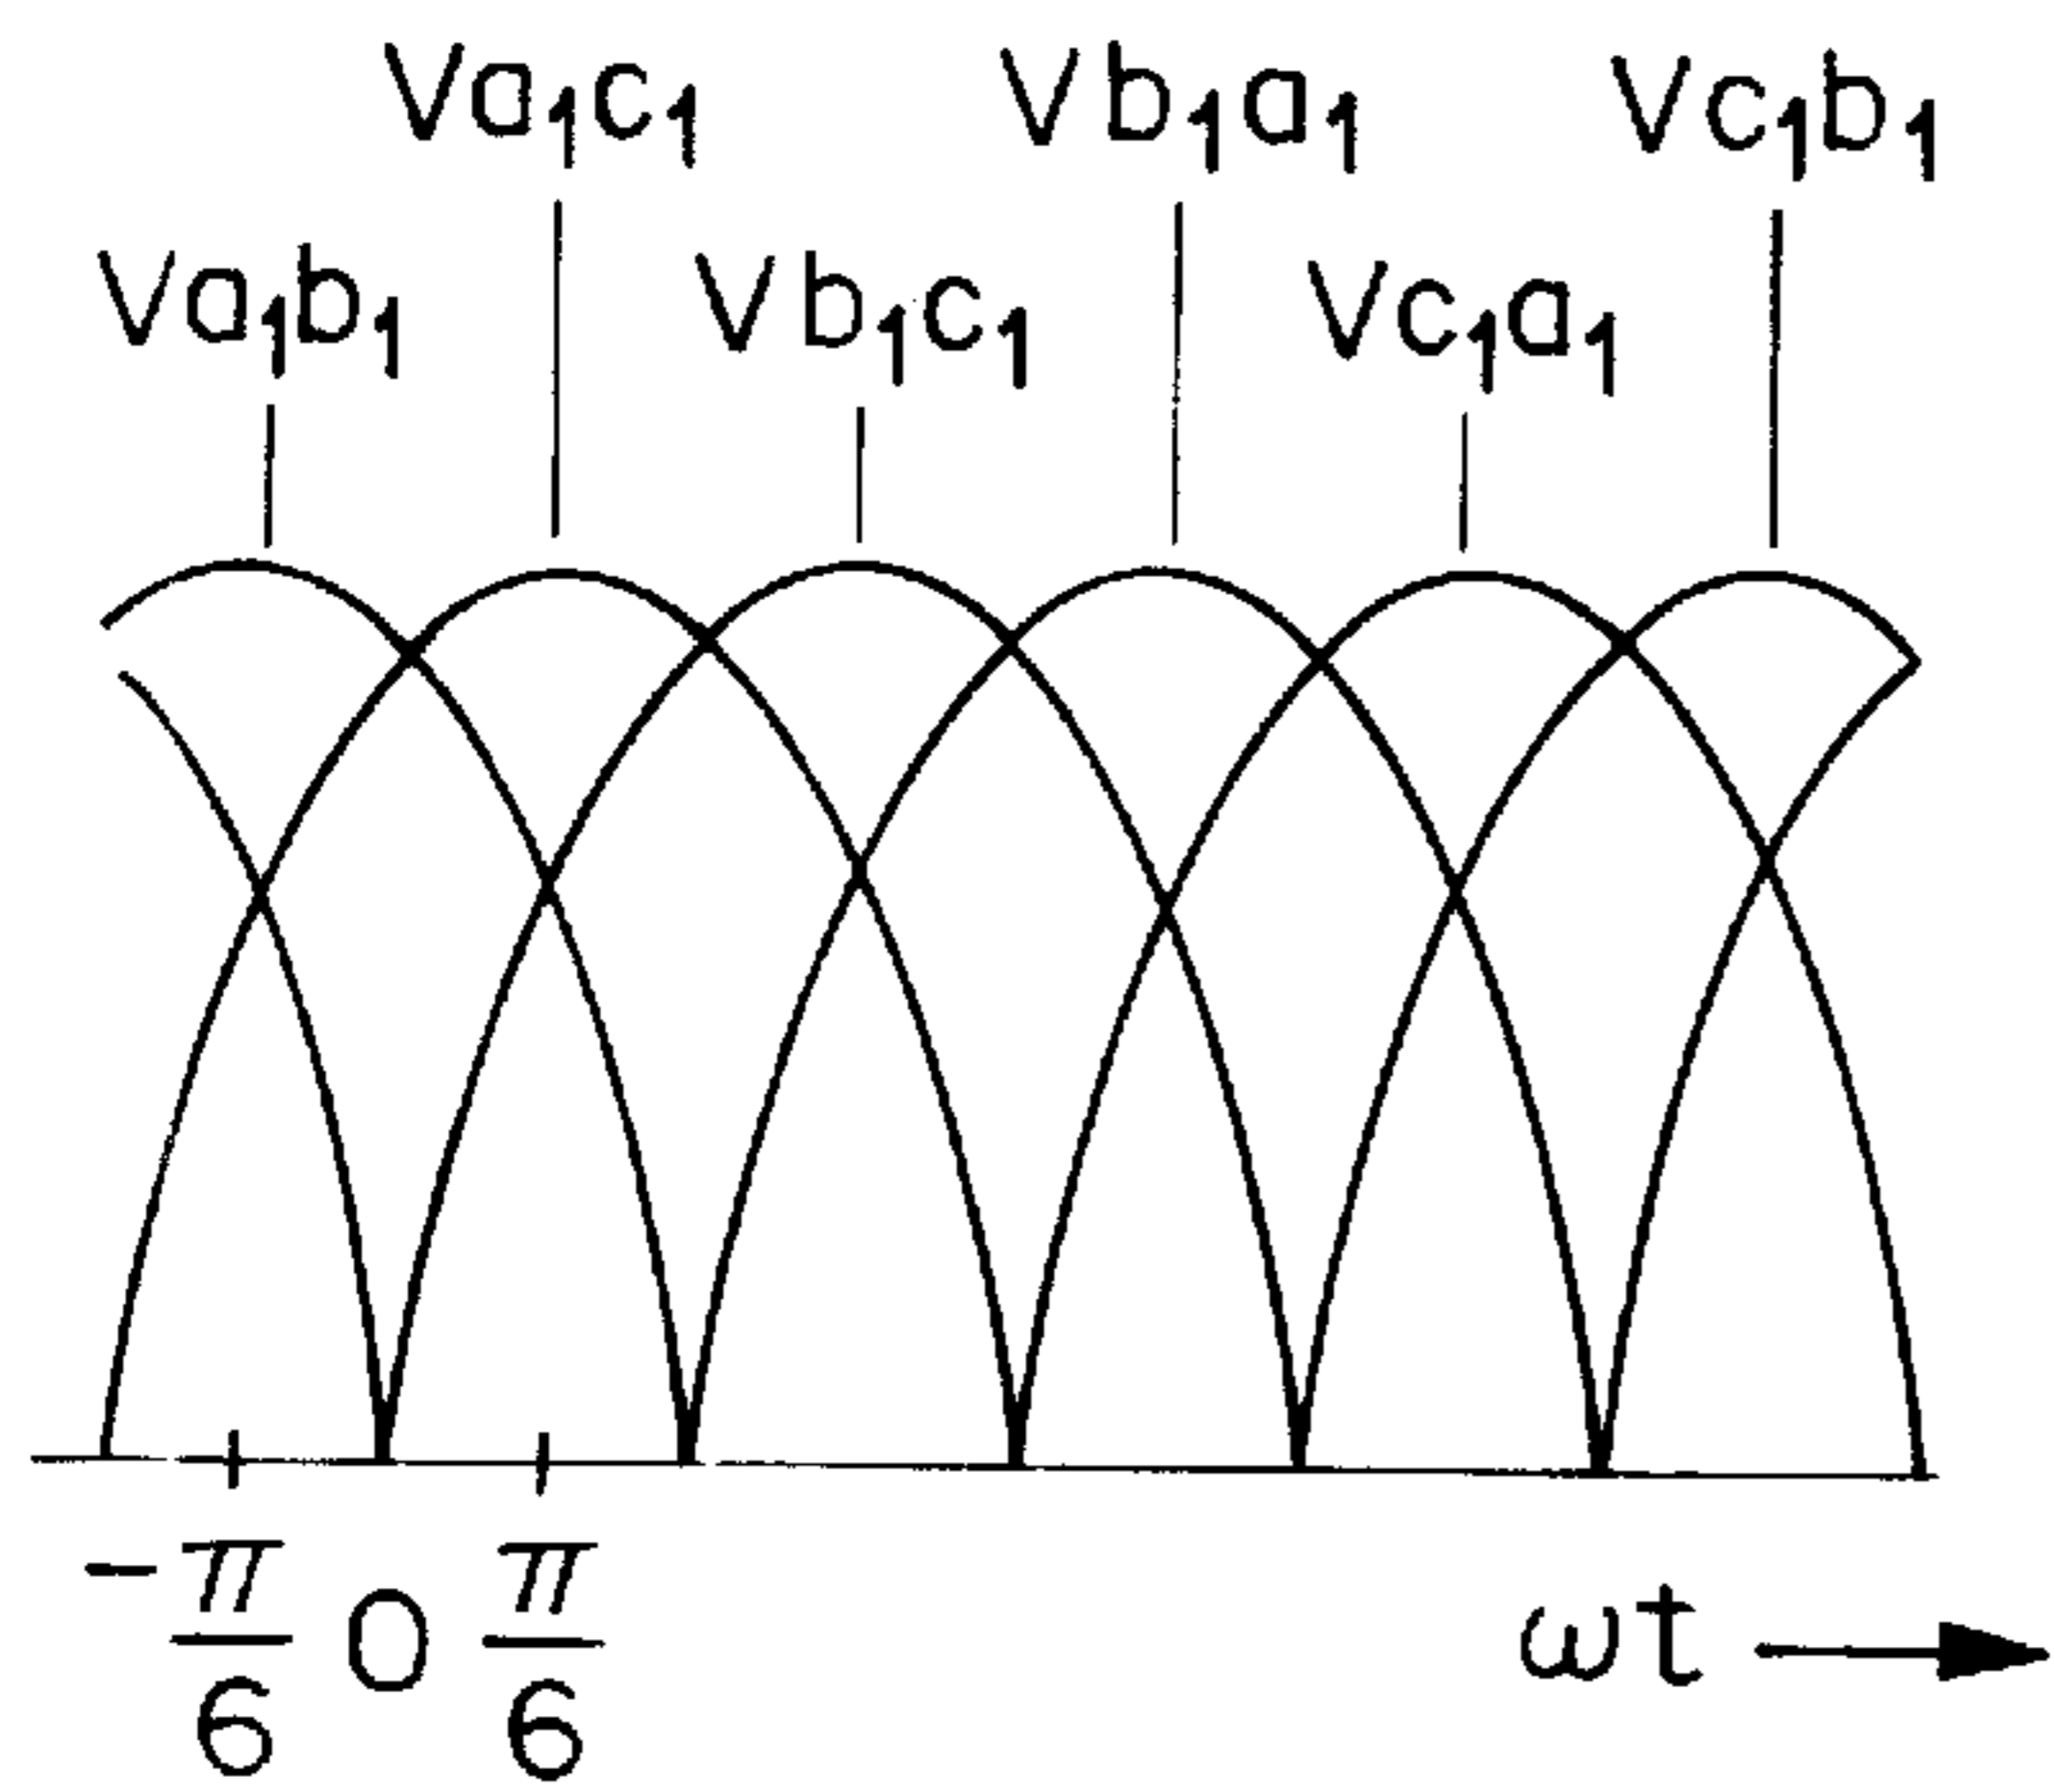 Va₁c₁ Vb₁a₁ Vc₁b₁
Va₁b₁ Vb₁c₁ Vc₁a₁
-π/6 0 π/6 ωt